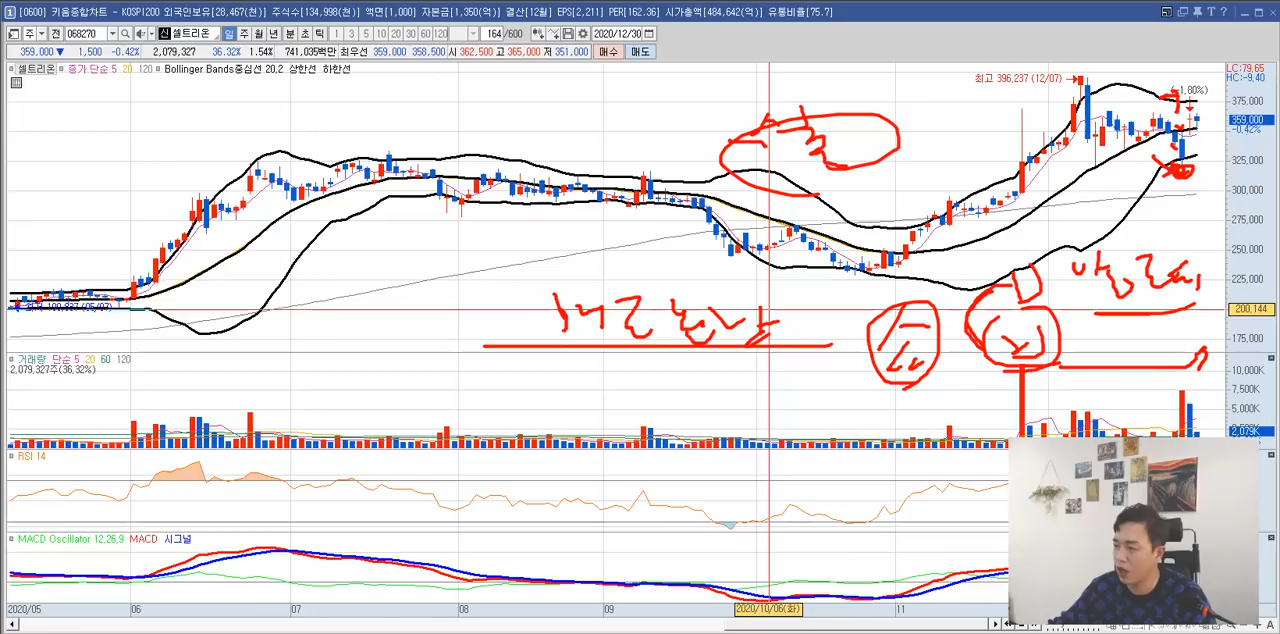 [0600] 키움종합차트 - KOSPI200 외국인보유[28,467(천)] 주식수[134,998(천)] 액면[1,000] 자본금[1,350(억)] 결산[12월] EPS[2,211] PER[162.36] 시가총액[484,642(억)] 유통비율[75.7]
주 전 068270 신 셀트리온 일 주 월 년 분 초 틱 1 3 5 10 20 30 60 120 164 /600 2020/12/30
359,000 ▼ 1,500 -0.42% 2,079,327 36.32% 1.54% 741,035백만 최우선 359,000 358,500 시 362,500 고 365,000 저 351,000 매수 매도
셀트리온 종가 단순 5 20 120 Bollinger Bands중심선 20,2 상한선 하한선
LC:79,65
HC:-9,40
최고 396,237 (12/07)
(-1,80%)
375,000
359,000
-0.42%
325,000
300,000
275,000
250,000
225,000
200,144
175,000
거래량 단순 5 20 60 120
2,079,327주(36,32%)
10,000K
7,500K
5,000K
2,079K
RSI 14
MACD Oscillator 12,26,9 MACD 시그널
2020/05 06 07 08 09 2020/10/06(화) 11